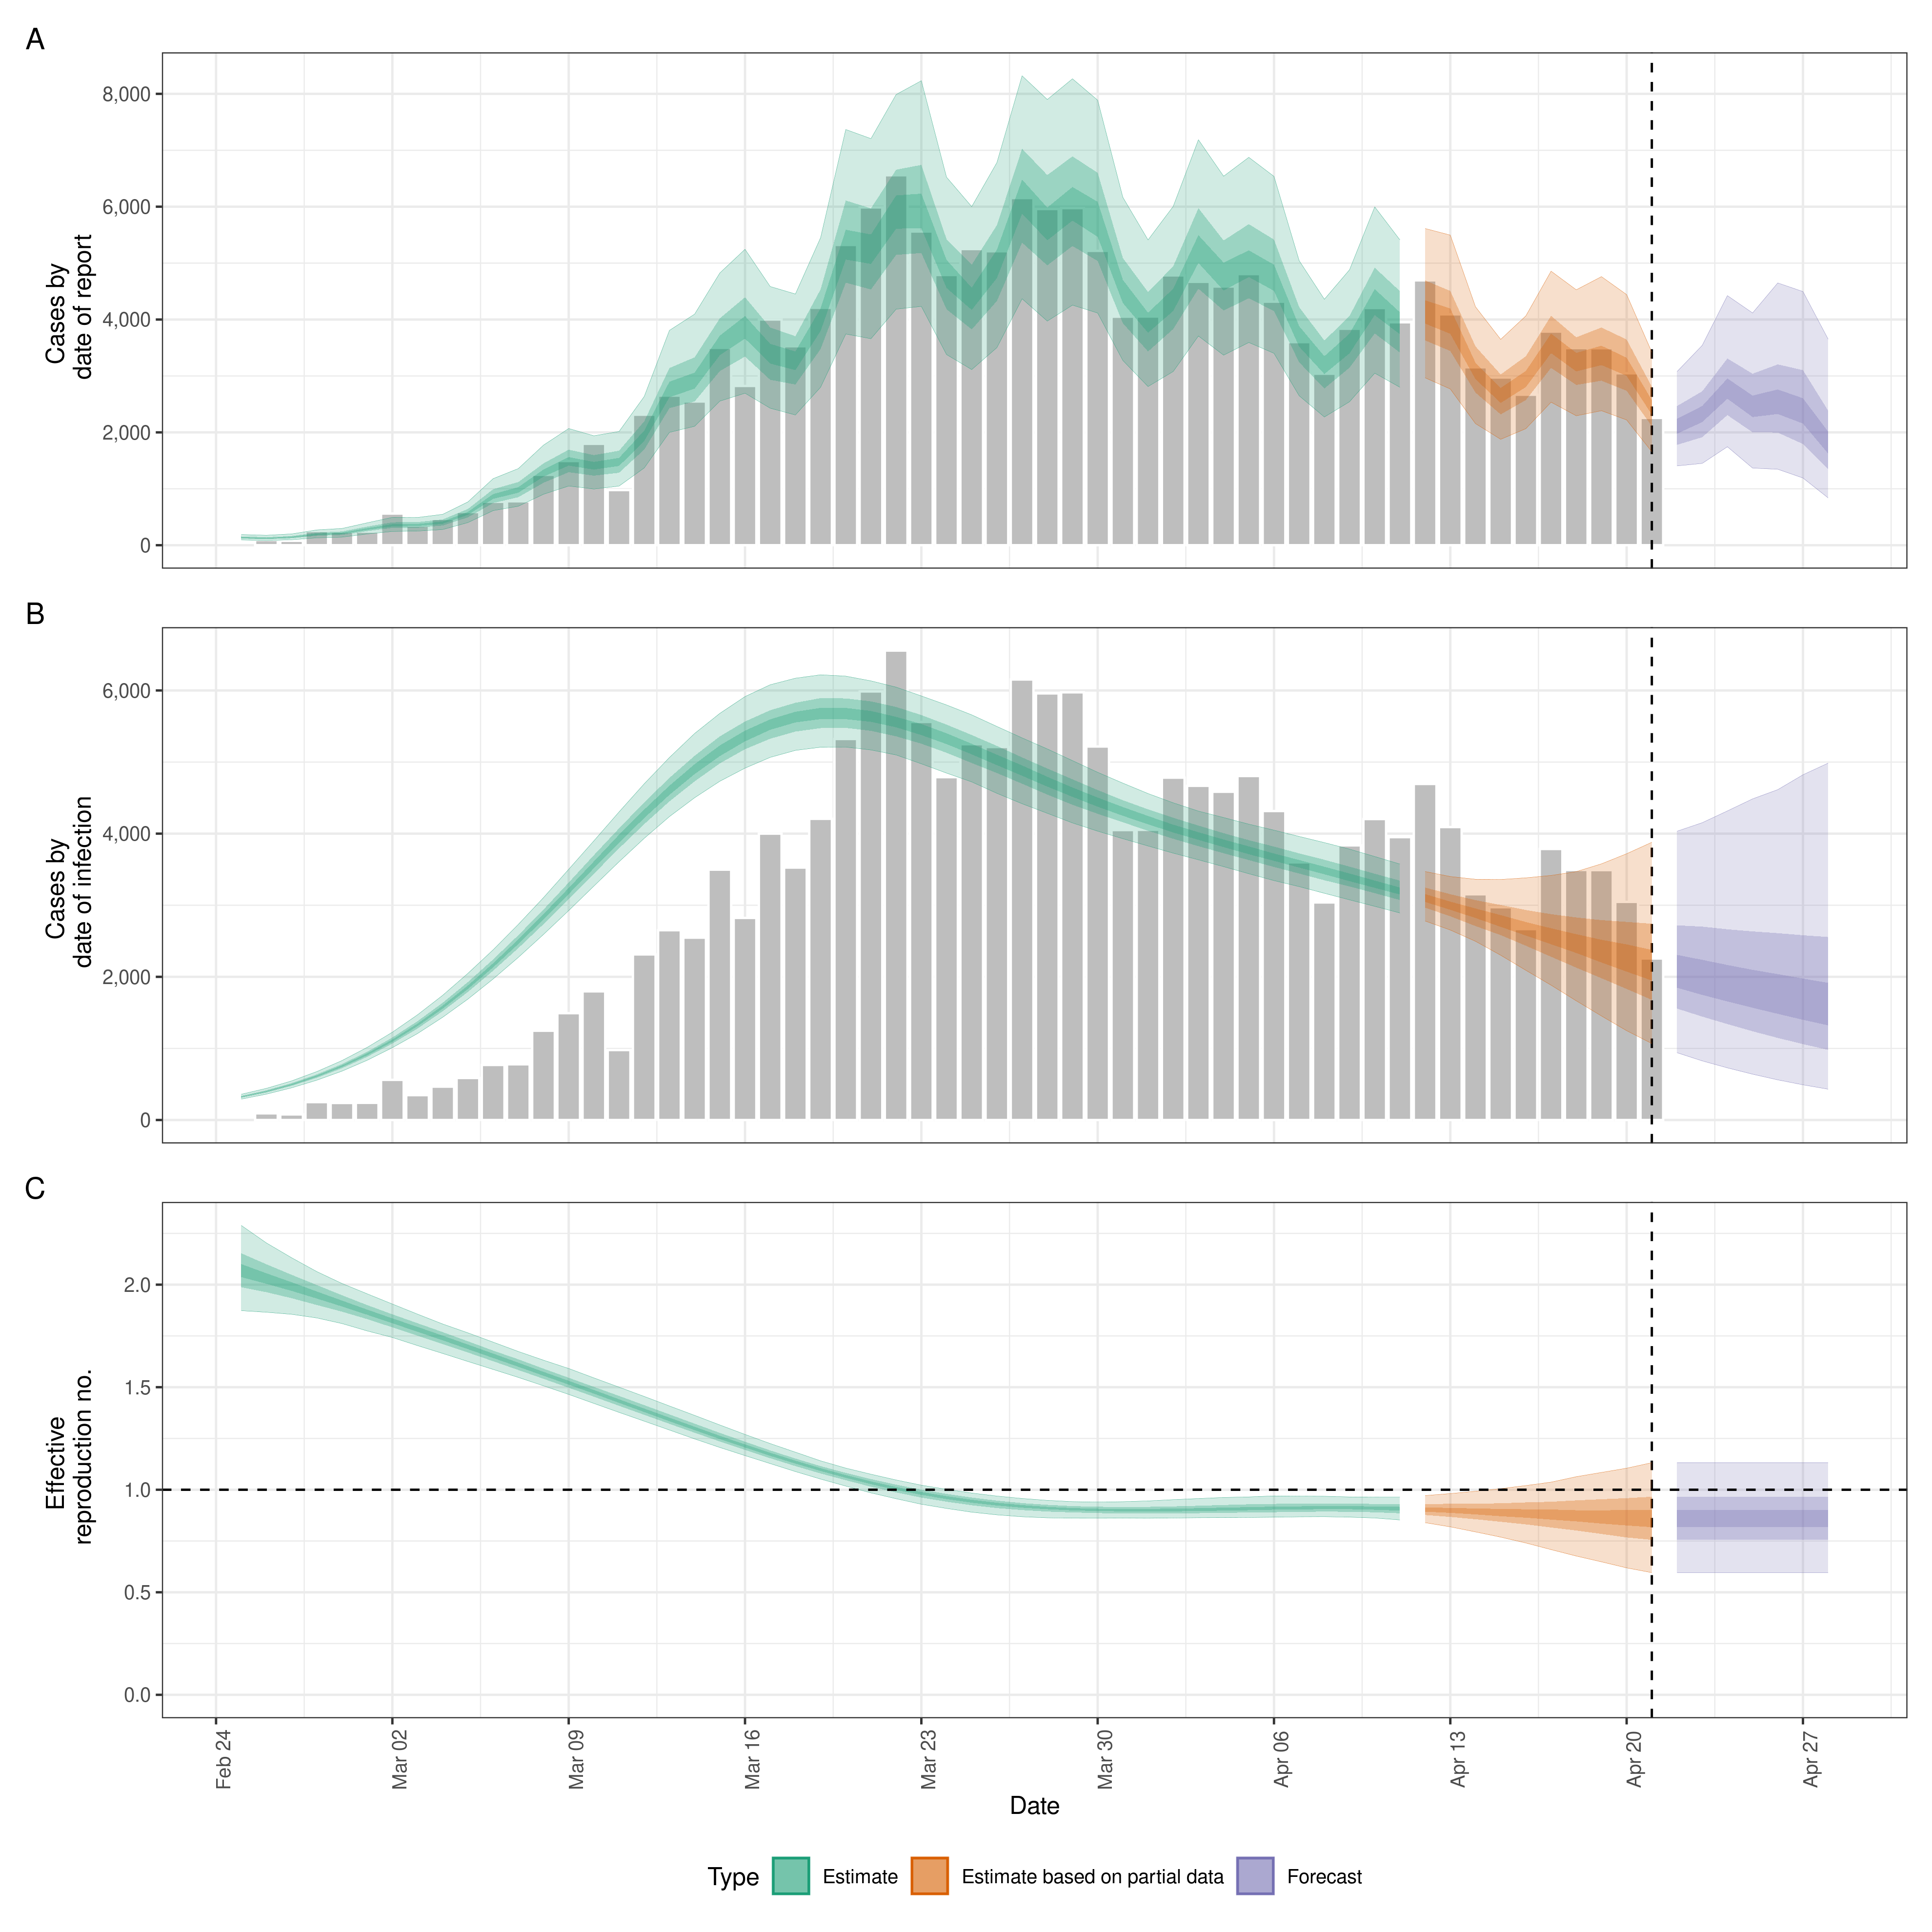 A
Cases by
date of report
8,000
6,000
4,000
2,000
0
B
Cases by
date of infection
6,000
4,000
2,000
0
C
Effective
reproduction no.
2.0
1.5
1.0
0.5
0.0
Feb 24
Mar 02
Mar 09
Mar 16
Mar 23
Mar 30
Apr 06
Apr 13
Apr 20
Apr 27
Date
Type
Estimate
Estimate based on partial data
Forecast